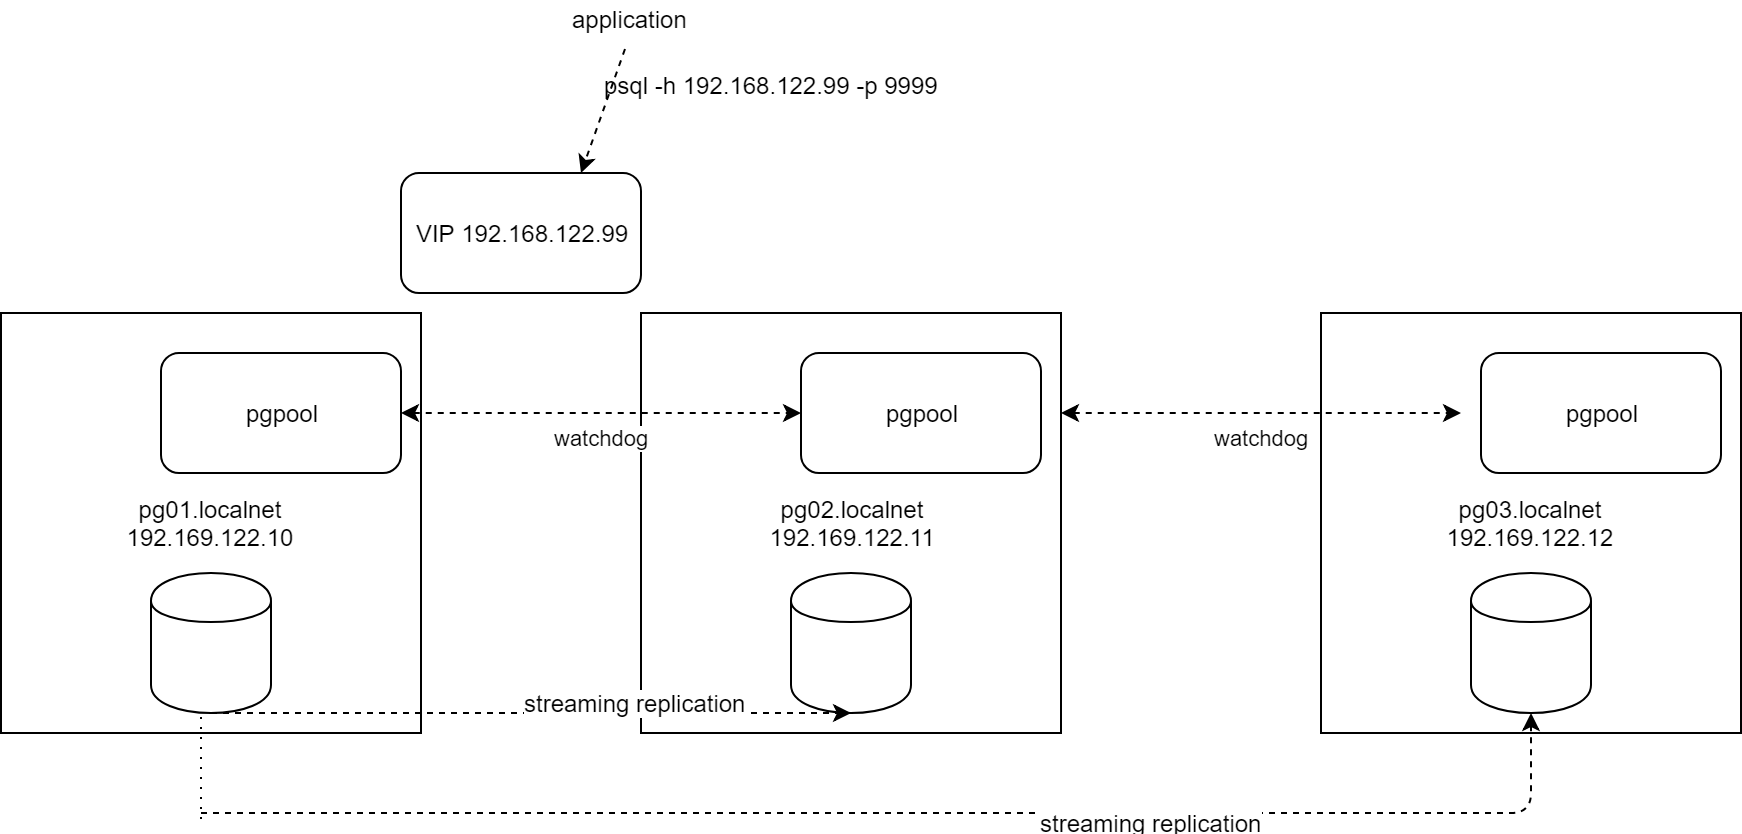 application
psql -h 192.168.122.99 -p 9999
VIP 192.168.122.99
pgpool
pgpool
pgpool
watchdog
watchdog
pg01.localnet
192.169.122.10
pg02.localnet
192.169.122.11
pg03.localnet
192.169.122.12
streaming replication
streaming replication